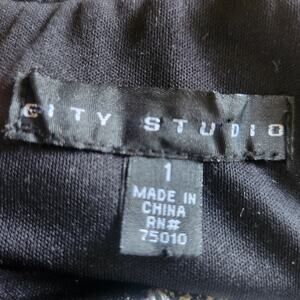 CITY STUDIO
1
MADE IN
CHINA
RN#
75010